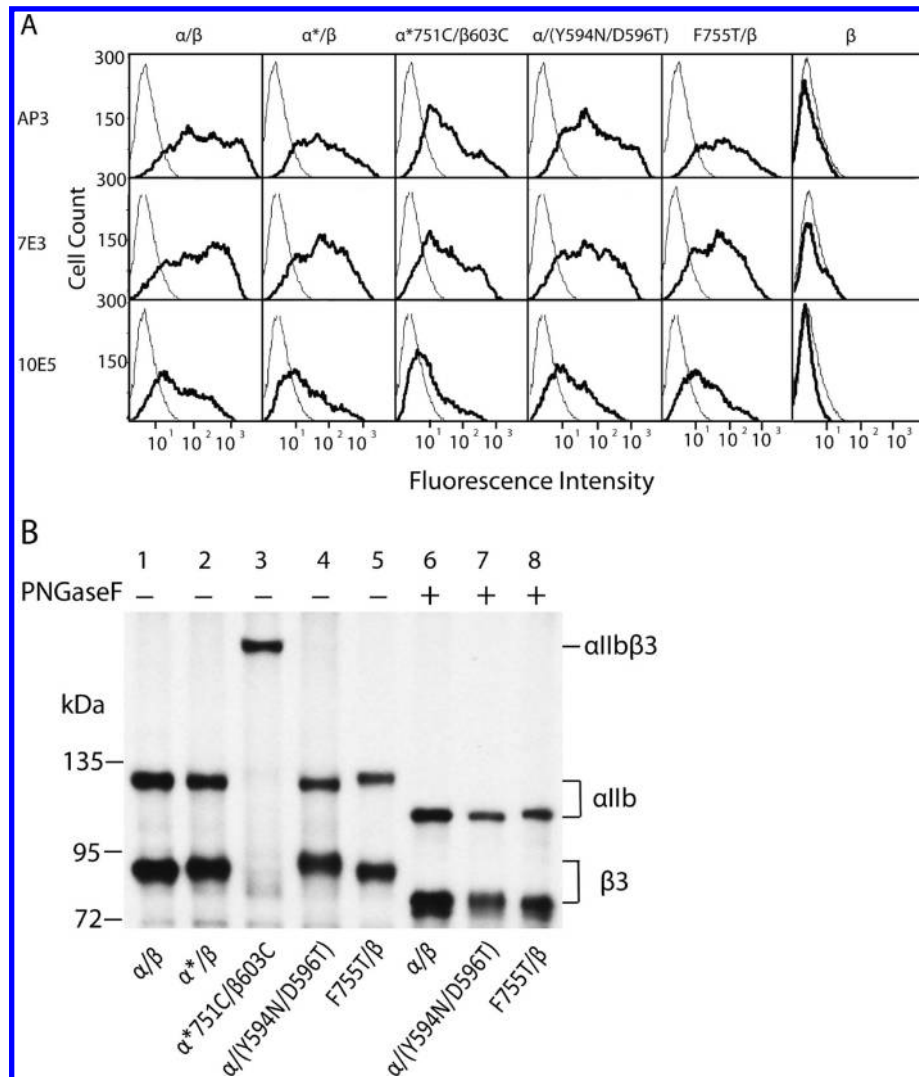 A
α/β α*/β α*751C/β603C α/(Y594N/D596T) F755T/β β
300
AP3 150
300
7E3 150
300
10E5 150
Cell Count
10¹ 10² 10³ 10¹ 10² 10³ 10¹ 10² 10³ 10¹ 10² 10³ 10¹ 10² 10³ 10¹ 10² 10³
Fluorescence Intensity
B
1 2 3 4 5 6 7 8
PNGaseF – – – – – + + +
αIIbβ3
kDa
135
αIIb
95
β3
72
α/β α*/β α*751C/β603C α/(Y594N/D596T) F755T/β α/β α/(Y594N/D596T) F755T/β